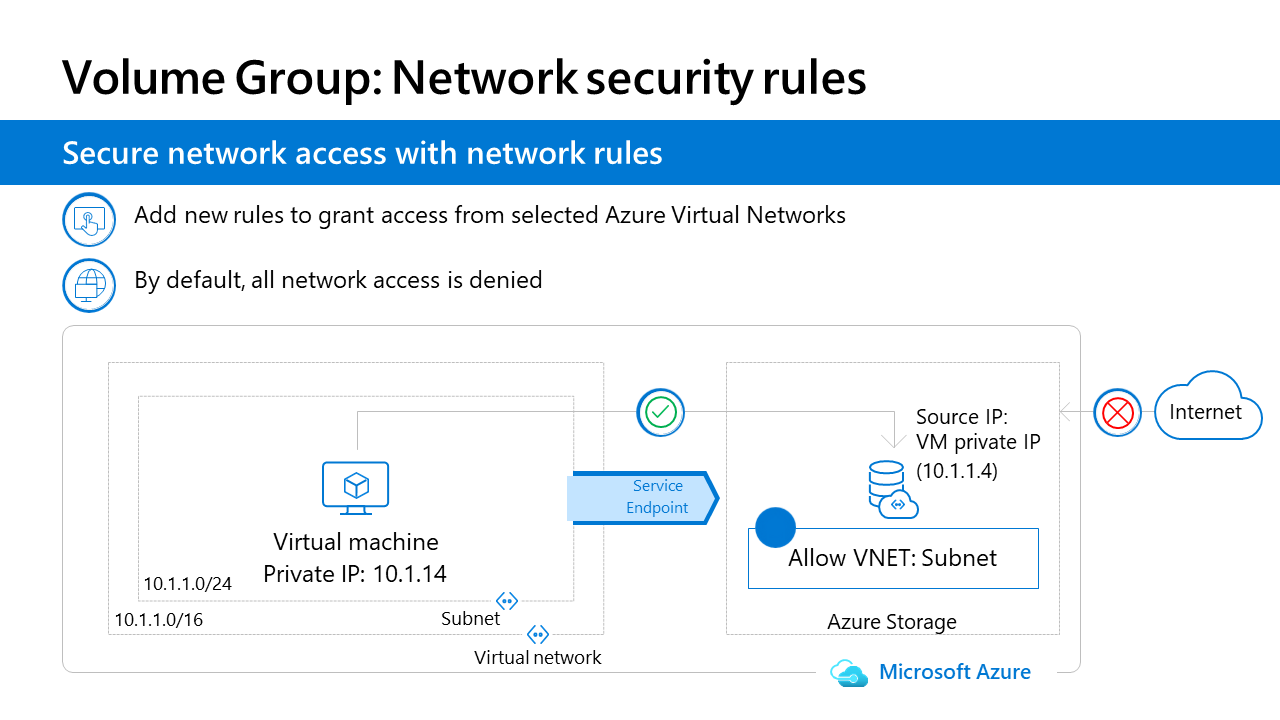 Volume Group: Network security rules
Secure network access with network rules
Add new rules to grant access from selected Azure Virtual Networks
By default, all network access is denied
Source IP:
VM private IP
(10.1.1.4)
Internet
Service
Endpoint
Virtual machine
Private IP: 10.1.14
Allow VNET: Subnet
10.1.1.0/24
10.1.1.0/16
Subnet
Azure Storage
Virtual network
Microsoft Azure